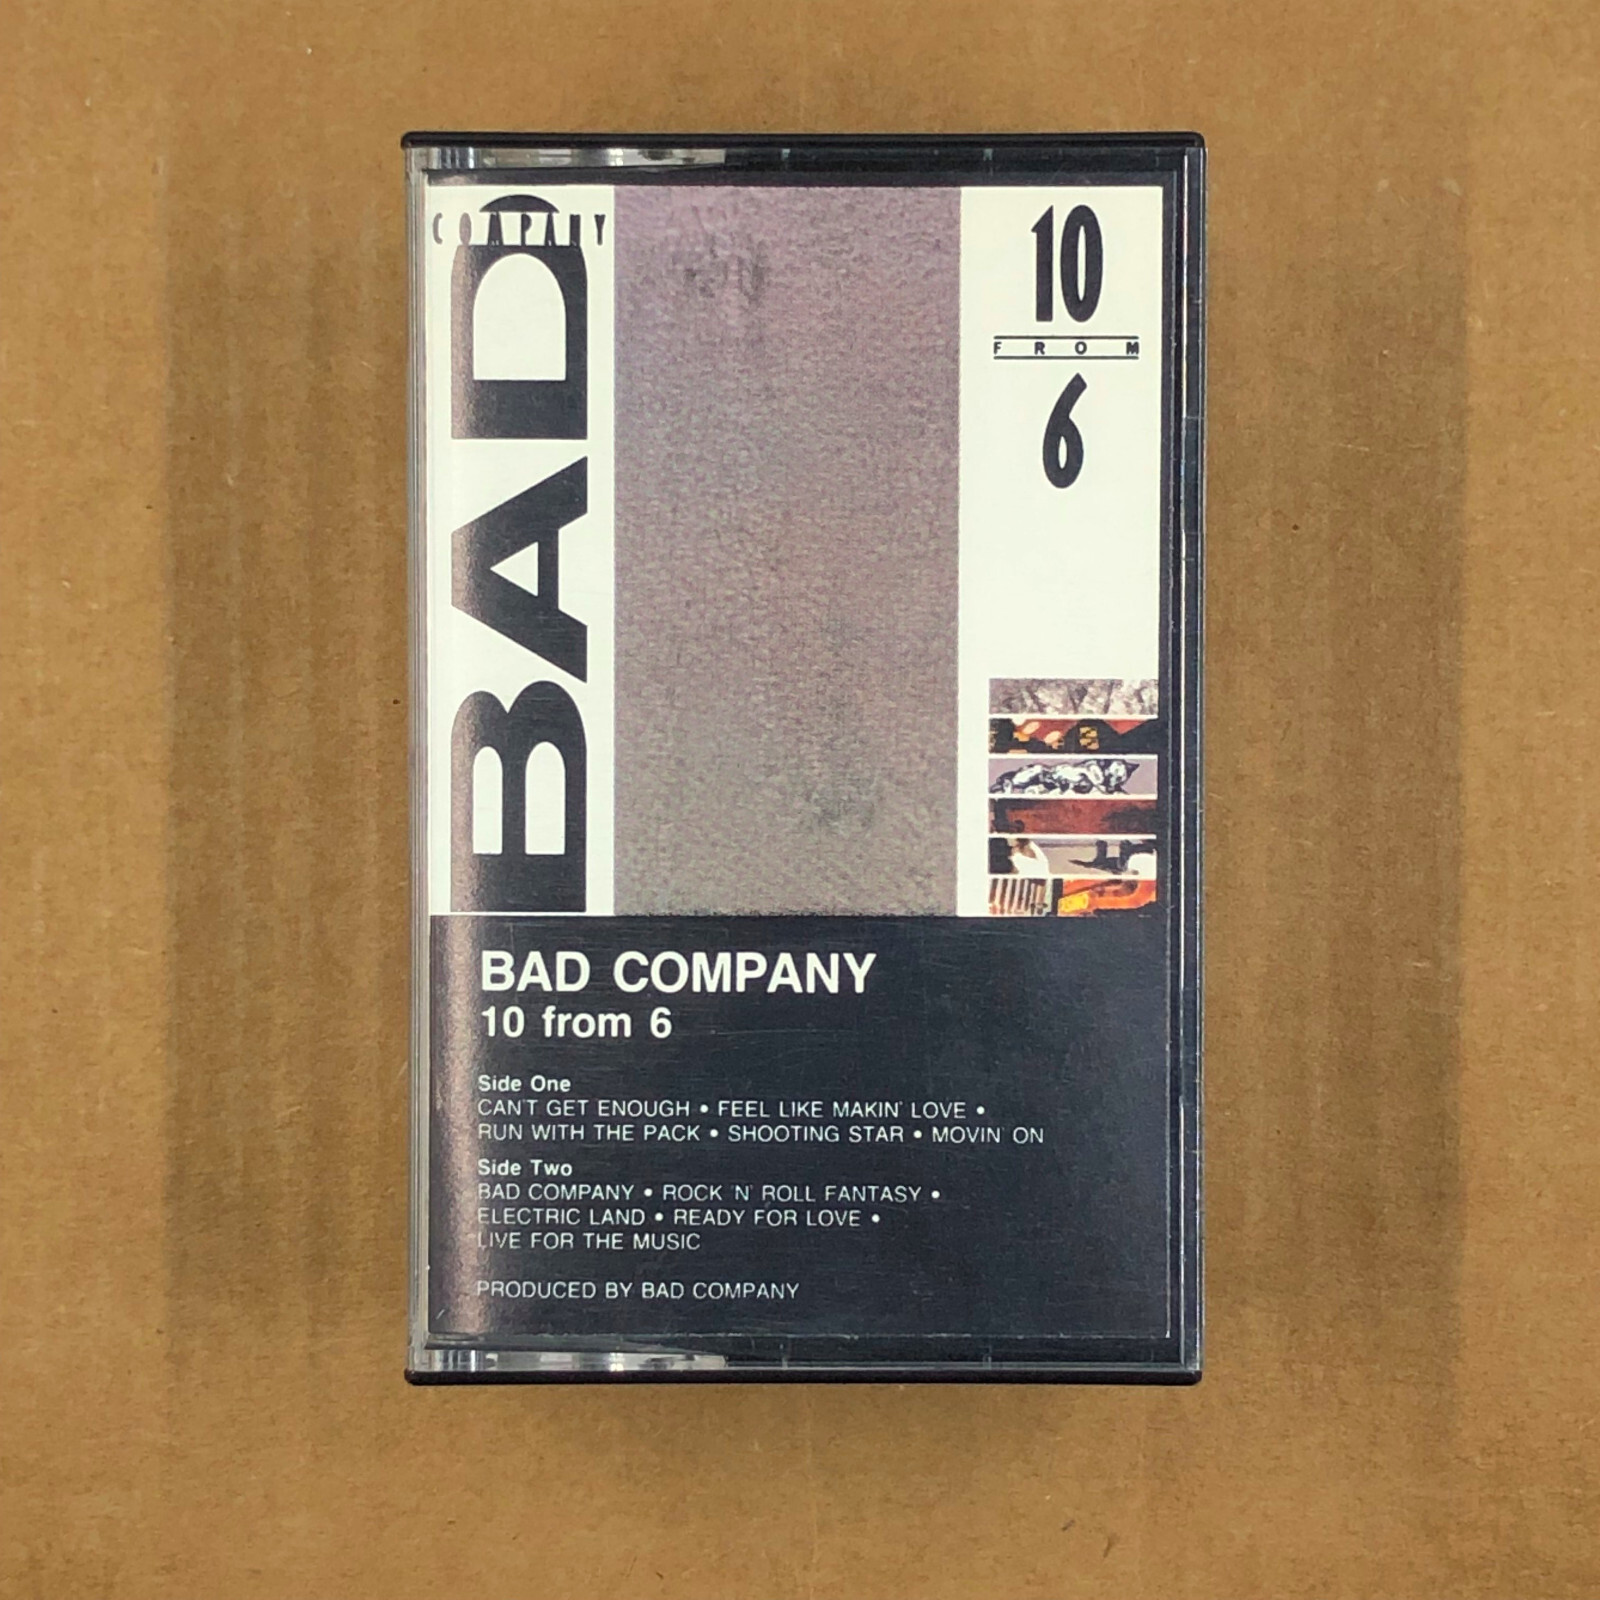 COMPANY
BAD
10
FROM
6
BAD COMPANY
10 from 6
Side One
CAN'T GET ENOUGH • FEEL LIKE MAKIN' LOVE •
RUN WITH THE PACK • SHOOTING STAR • MOVIN' ON
Side Two
BAD COMPANY • ROCK 'N' ROLL FANTASY •
ELECTRIC LAND • READY FOR LOVE •
LIVE FOR THE MUSIC
PRODUCED BY BAD COMPANY